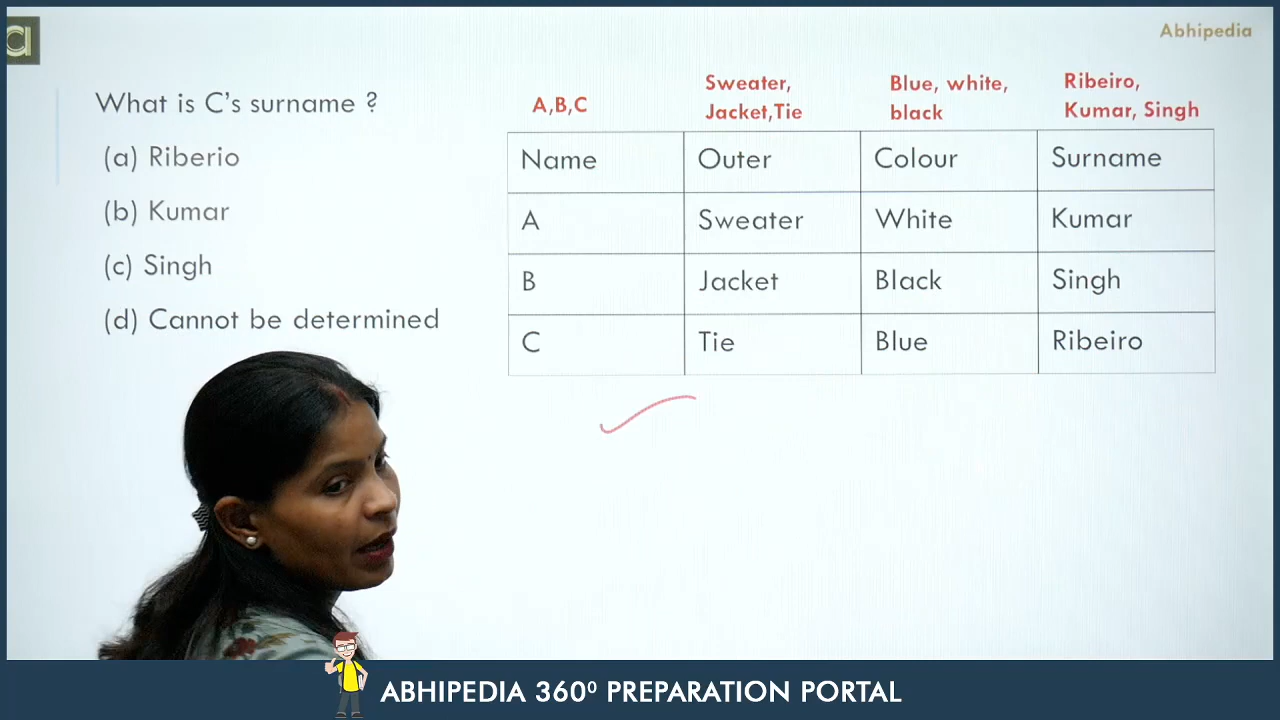 a
Abhipedia
What is C's surname ?
(a) Riberio
(b) Kumar
(c) Singh
(d) Cannot be determined
A,B,C
Sweater,
Jacket,Tie
Blue, white,
black
Ribeiro,
Kumar, Singh
Name Outer Colour Surname
A Sweater White Kumar
B Jacket Black Singh
C Tie Blue Ribeiro
ABHIPEDIA 360⁰ PREPARATION PORTAL